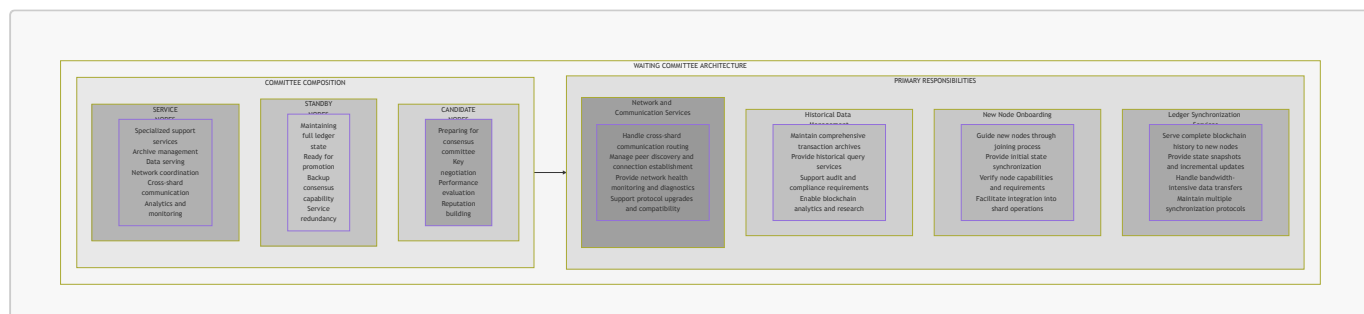 WAITING COMMITTEE ARCHITECTURE
COMMITTEE COMPOSITION
SERVICE
Specialized support
services
Archive management
Data serving
Network coordination
Cross-shard
communication
Analytics and
monitoring
STANDBY
Maintaining
full ledger
state
Ready for
promotion
Backup
consensus
capability
Service
redundancy
CANDIDATE
Preparing for
consensus
committee
Key
negotiation
Performance
evaluation
Reputation
building
PRIMARY RESPONSIBILITIES
Network and
Communication Services
Handle cross-shard
communication routing
Manage peer discovery and
connection establishment
Provide network health
monitoring and diagnostics
Support protocol upgrades
and compatibility
Historical Data
Maintain comprehensive
transaction archives
Provide historical query
services
Support audit and
compliance requirements
Enable blockchain
analytics and research
New Node Onboarding
Guide new nodes through
joining process
Provide initial state
synchronization
Verify node capabilities
and requirements
Facilitate integration into
shard operations
Ledger Synchronization
Serve complete blockchain
history to new nodes
Provide state snapshots
and incremental updates
Handle bandwidth-
intensive data transfers
Maintain multiple
synchronization protocols